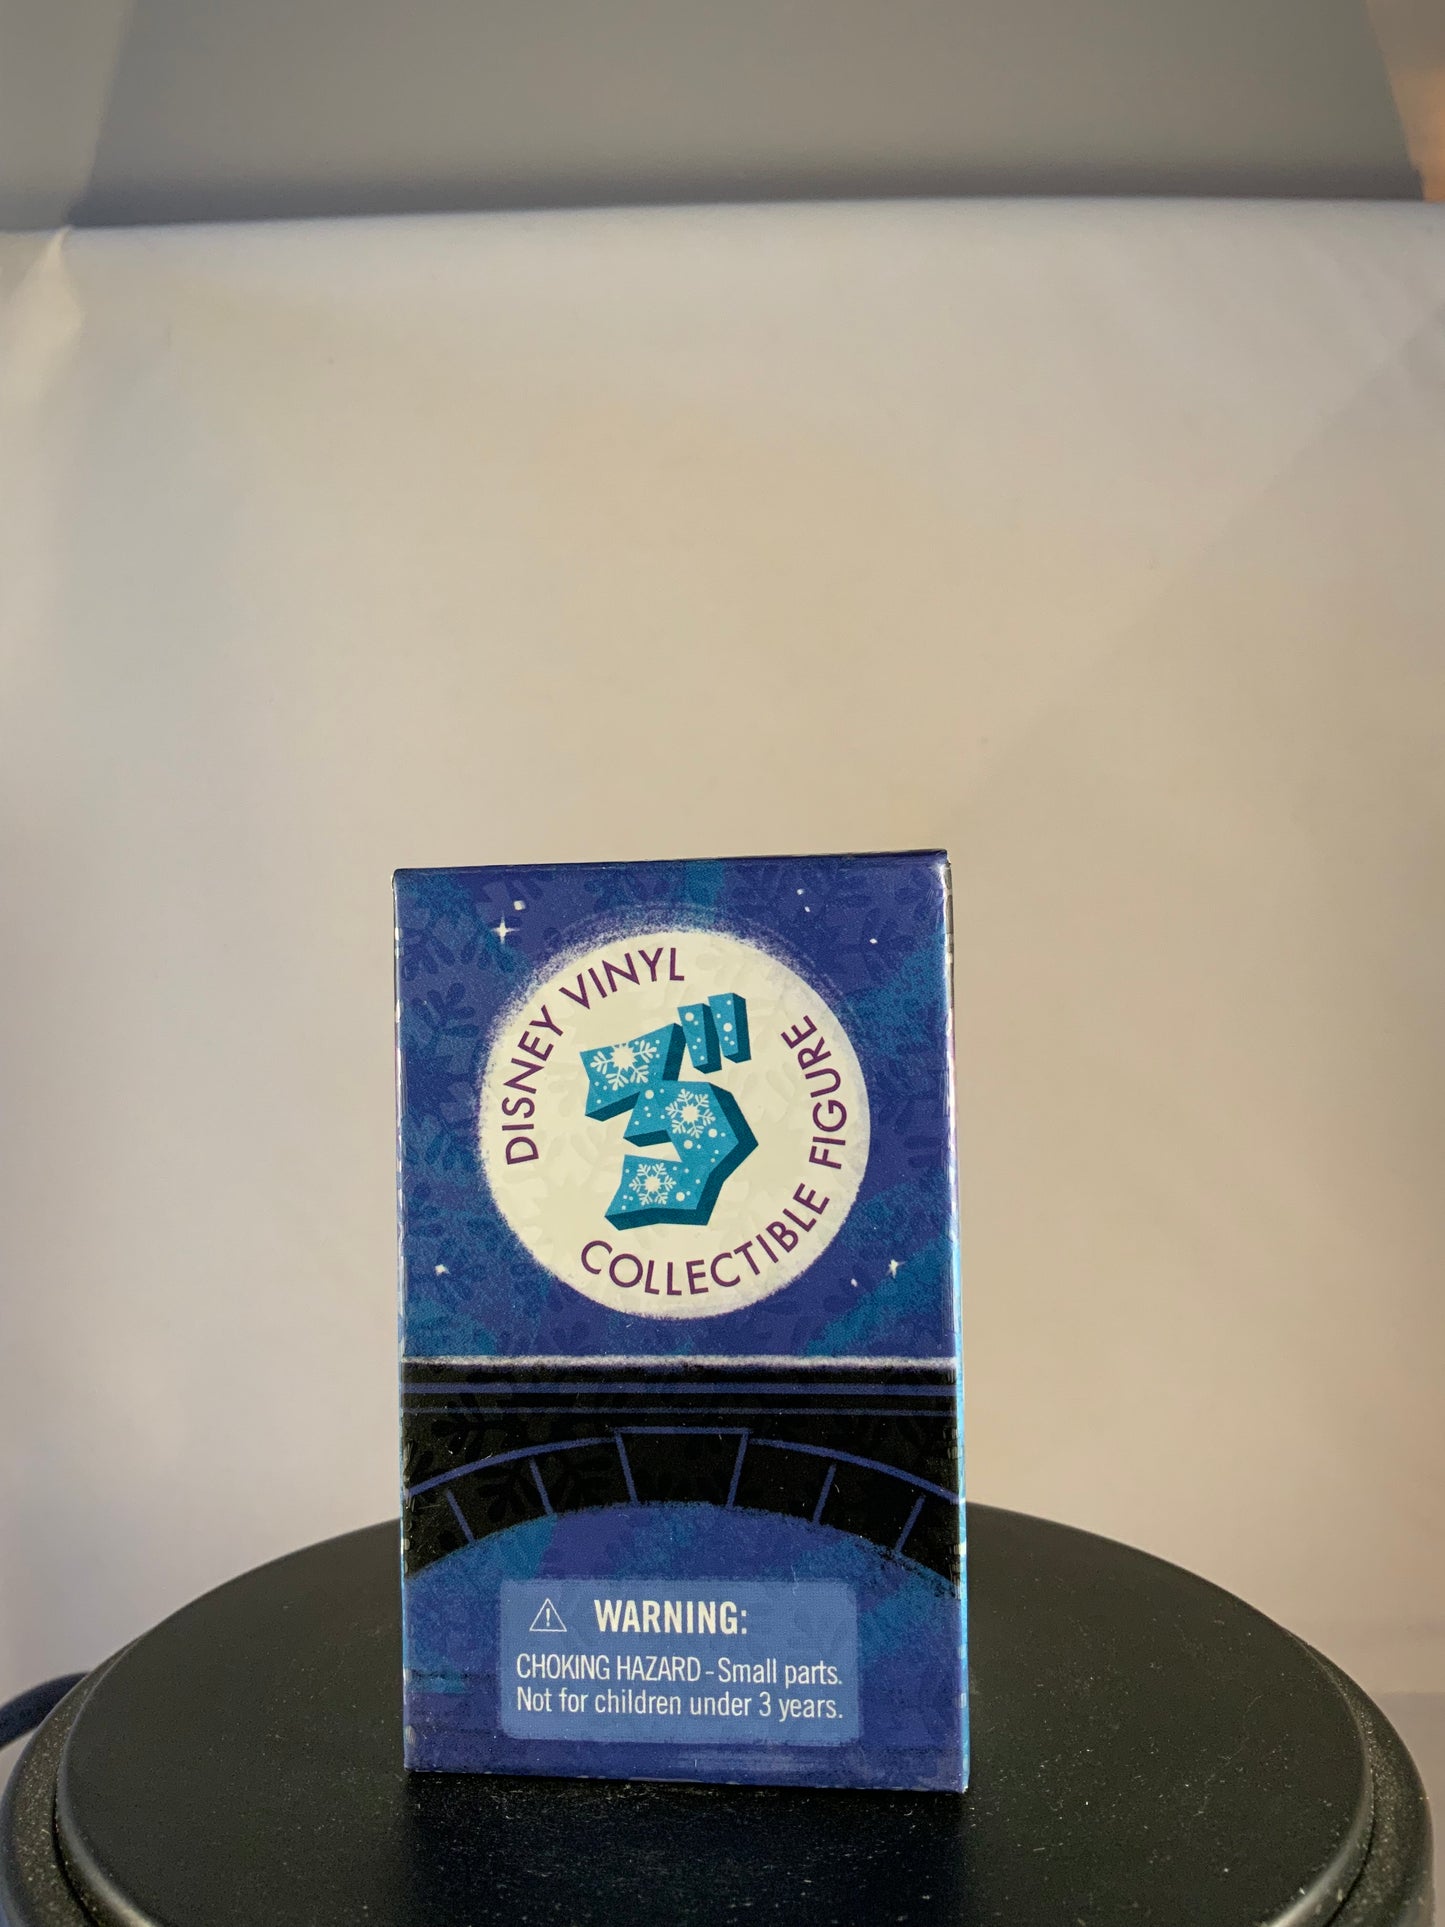 DISNEY VINYL
3"
COLLECTIBLE FIGURE
WARNING:
CHOKING HAZARD - Small parts.
Not for children under 3 years.